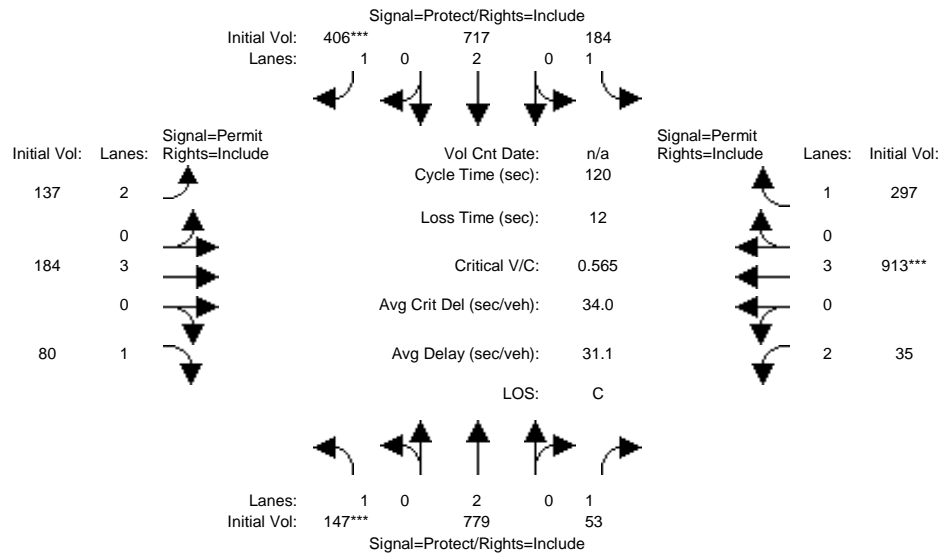 Signal=Protect/Rights=Include
Initial Vol: 406*** 717 184
Lanes: 1 0 2 0 1
Signal=Permit Signal=Permit
Initial Vol: Lanes: Rights=Include Vol Cnt Date: n/a Rights=Include Lanes: Initial Vol:
Cycle Time (sec): 120
137 2 1 297
Loss Time (sec): 12
0 0
184 3 Critical V/C: 0.565 3 913***
0 Avg Crit Del (sec/veh): 34.0 0
80 1 Avg Delay (sec/veh): 31.1 2 35
LOS: C
Lanes: 1 0 2 0 1
Initial Vol: 147*** 779 53
Signal=Protect/Rights=Include